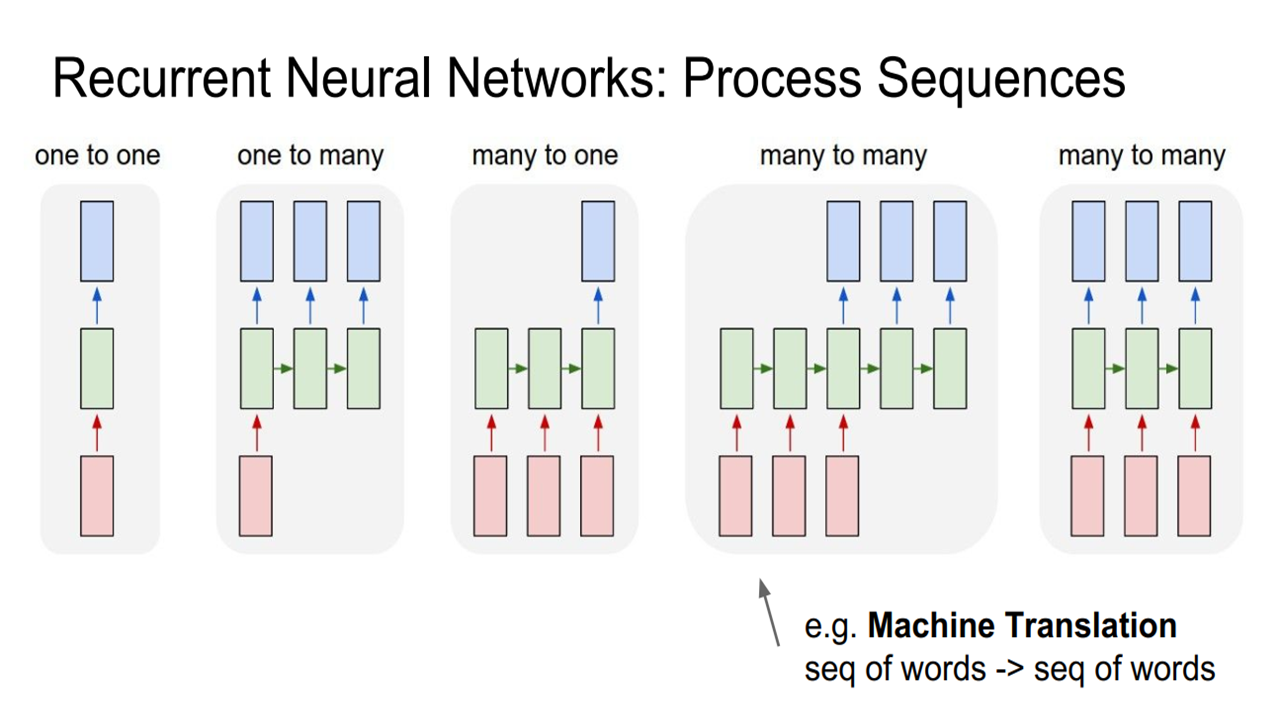 Recurrent Neural Networks: Process Sequences
one to one
one to many
many to one
many to many
many to many
e.g. Machine Translation
seq of words -> seq of words